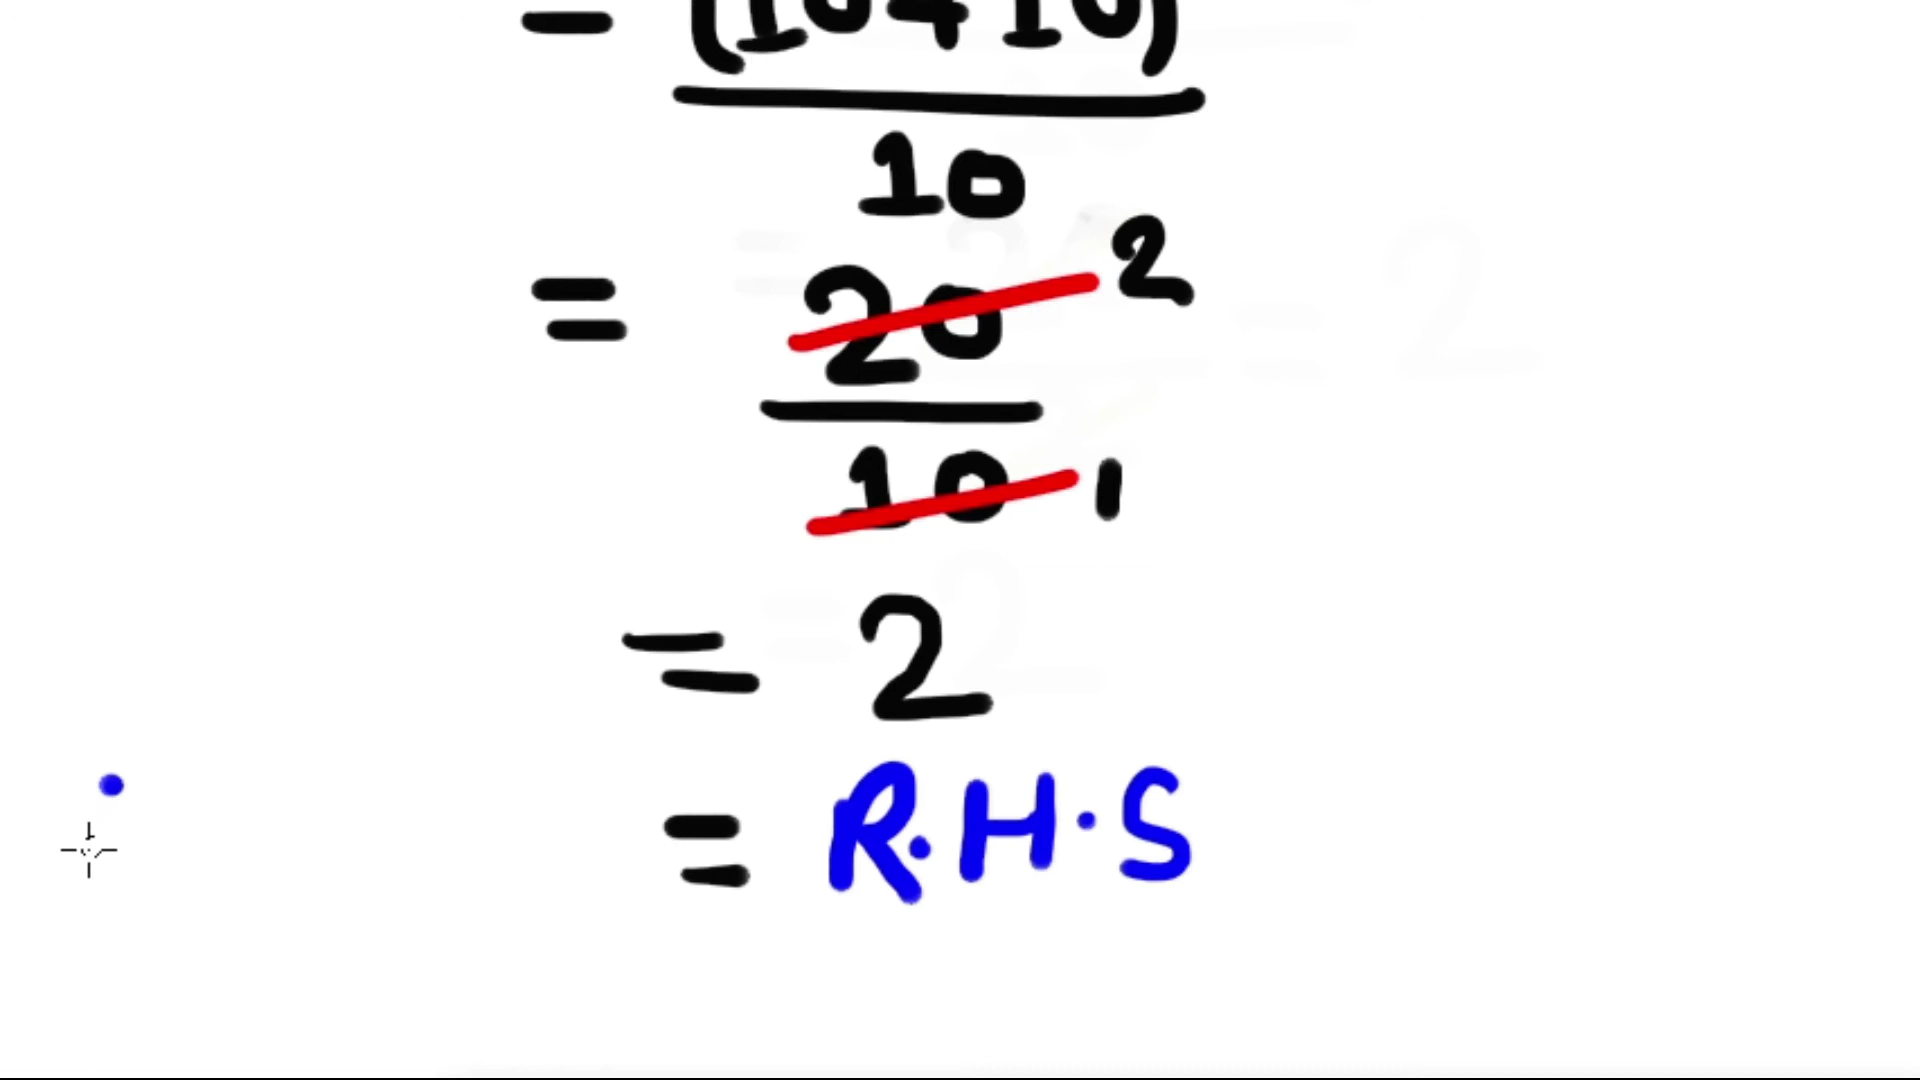 = (10+10)
10
= 20 2
10 1
= 2
= R.H.S